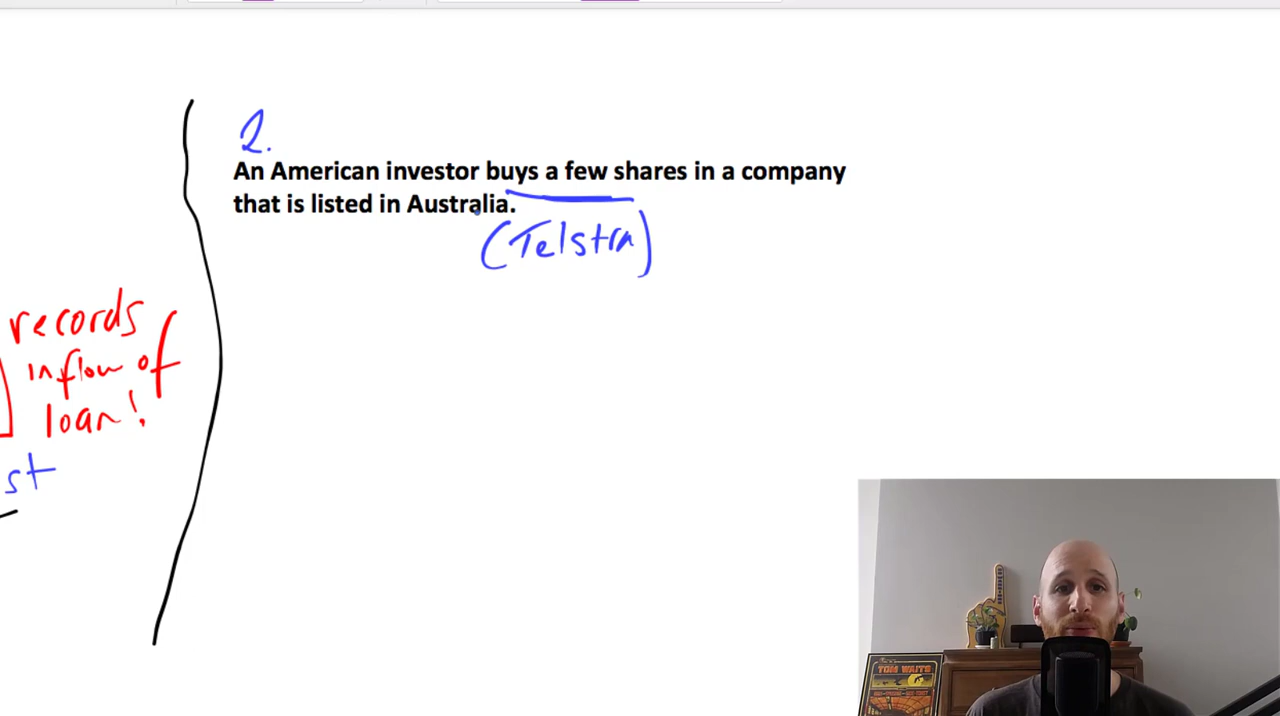 2.
An American investor buys a few shares in a company
that is listed in Australia.
(Telstra)
records
inflow of
loan!
st
TOM WAITS